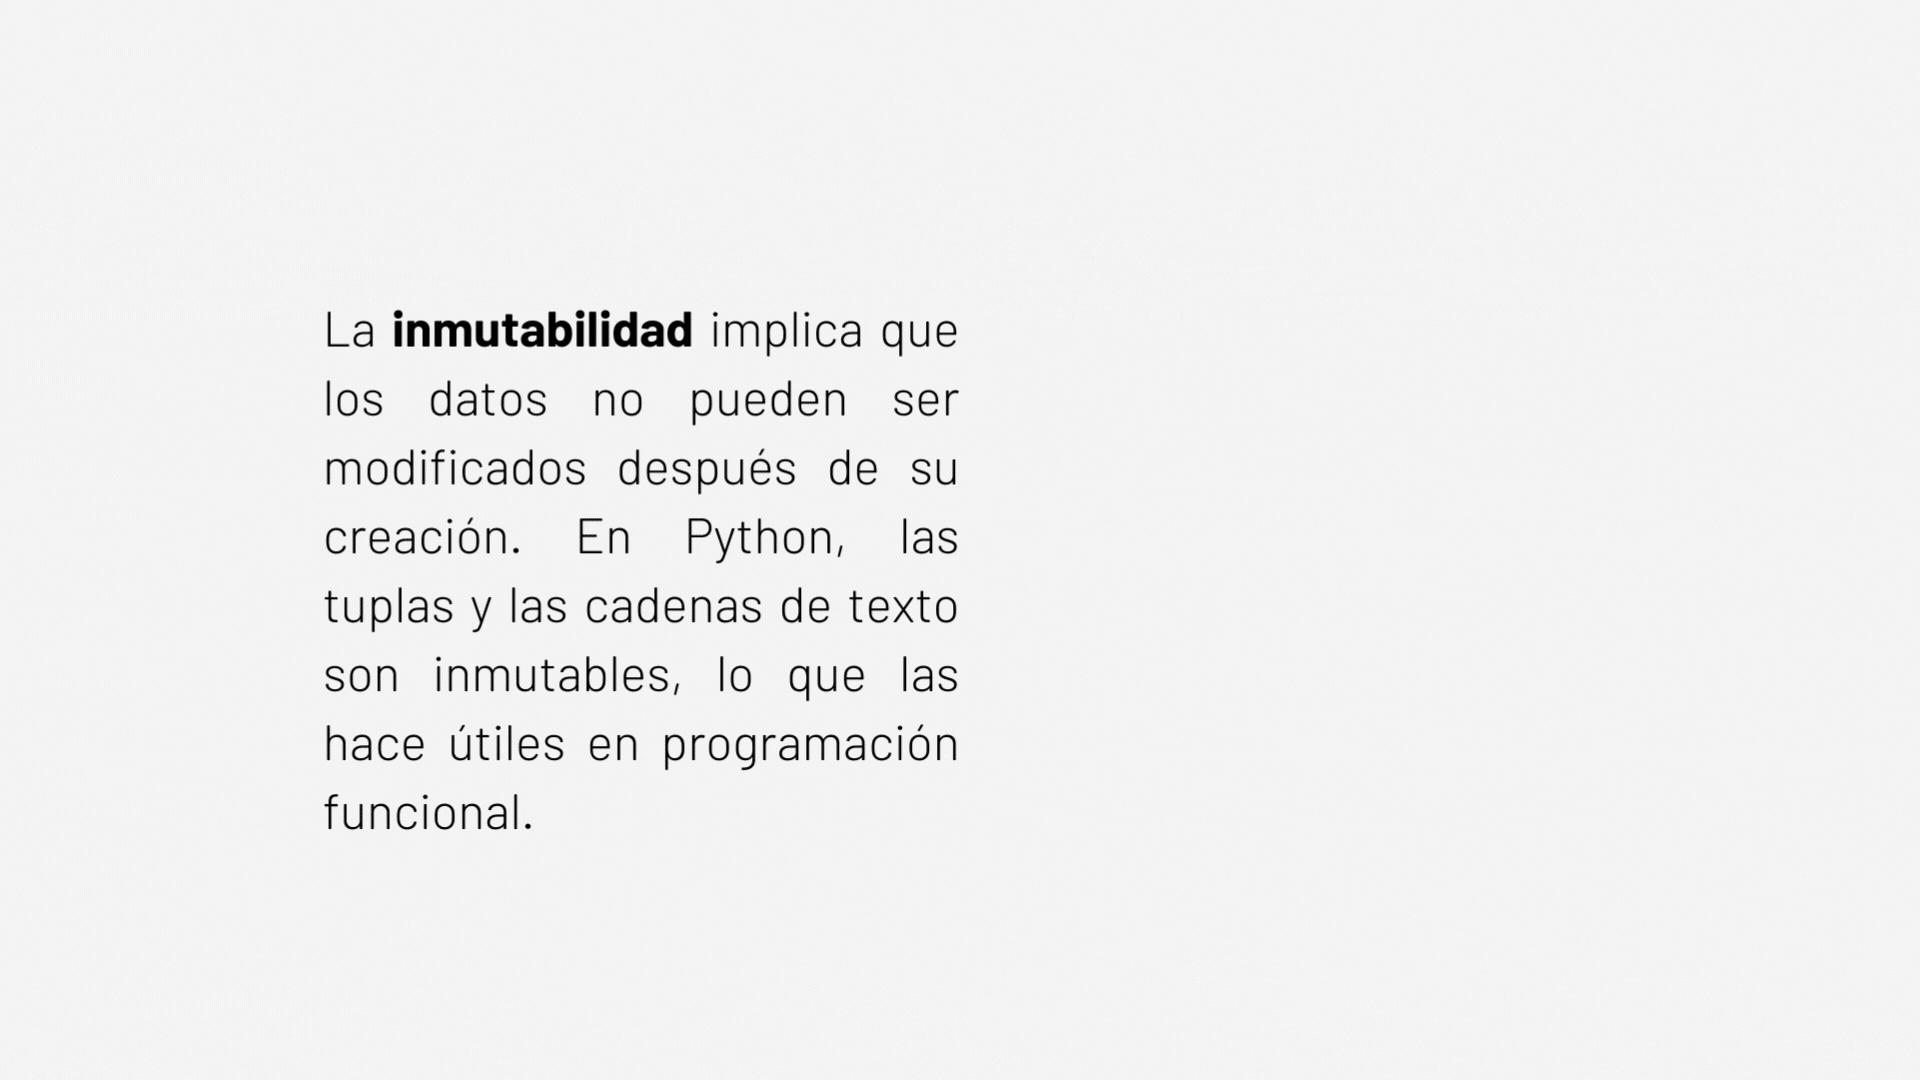 La inmutabilidad implica que
los datos no pueden ser
modificados después de su
creación. En Python, las
tuplas y las cadenas de texto
son inmutables, lo que las
hace útiles en programación
funcional.